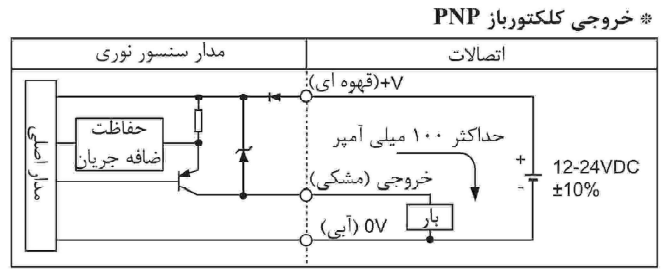 * خروجی کلکتورباز PNP
مدار سنسور نوری
اتصالات
+V(قهوه ای)
حفاظت
ضافه جریان
مدار اصلی
حداکثر ۱۰۰ میلی آمپر
خروجی (مشکی)
+
-
12-24VDC
±10%
بار
0V (آبی)